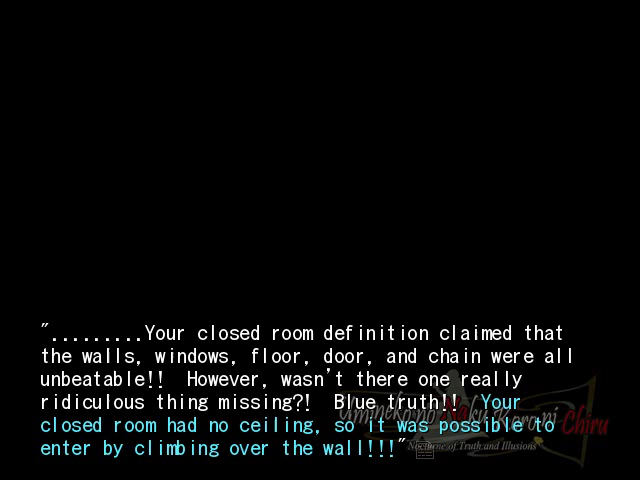 ".........Your closed room definition claimed that
the walls, windows, floor, door, and chain were all
unbeatable!!  However, wasn't there one really
ridiculous thing missing?!  Blue truth!!  Your
closed room had no ceiling, so it was possible to
enter by climbing over the wall!!!"
Umineko no Naku Koro ni Chiru
Nocturne of Truth and Illusions